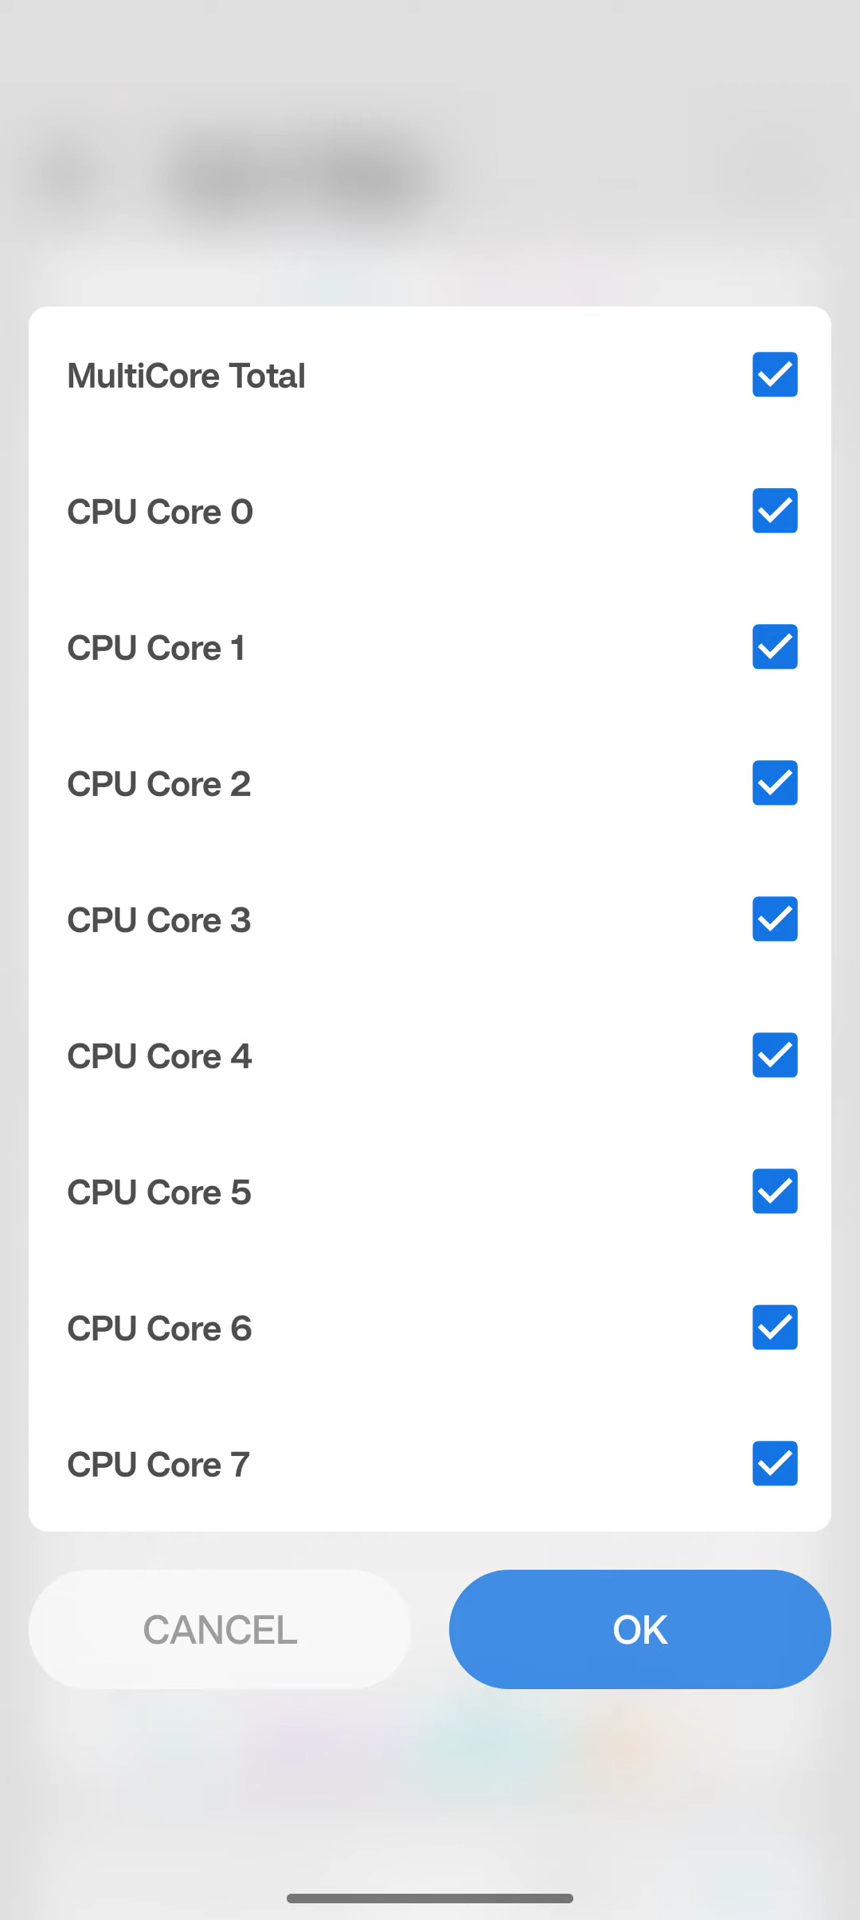 MultiCore Total
CPU Core 0
CPU Core 1
CPU Core 2
CPU Core 3
CPU Core 4
CPU Core 5
CPU Core 6
CPU Core 7
CANCEL
OK